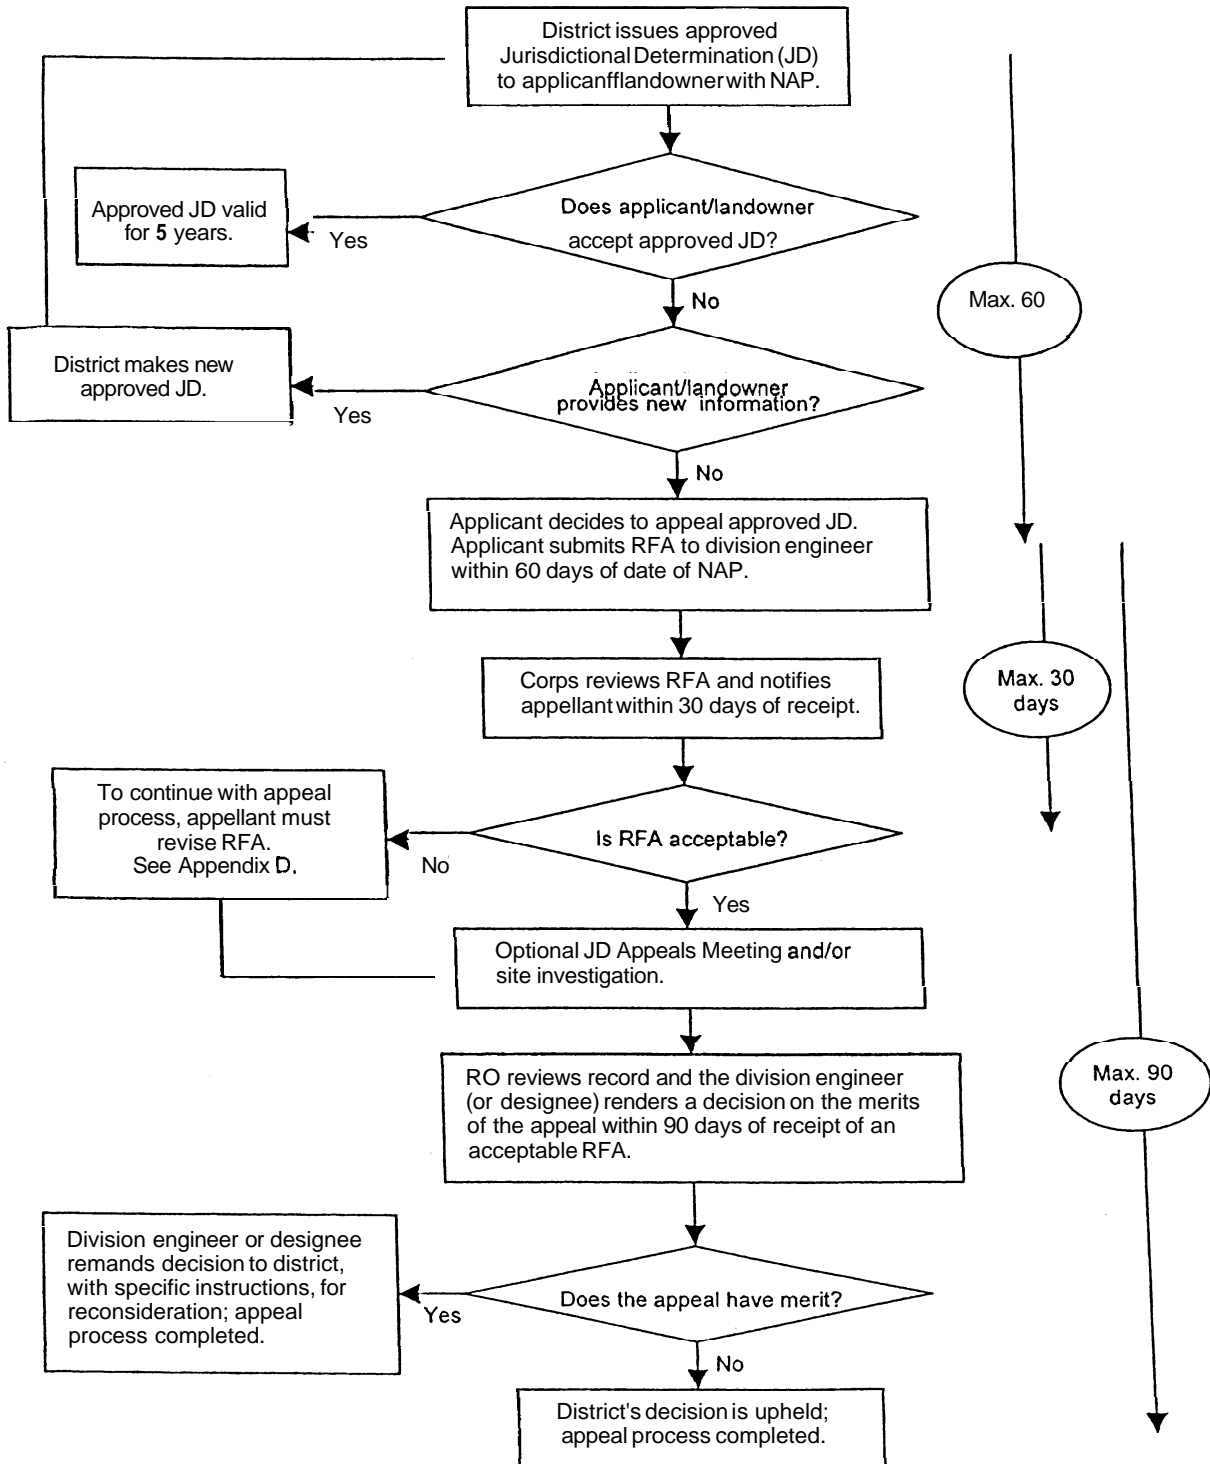 District issues approved
Jurisdictional Determination (JD)
to applicanfflandowner with NAP.
Does applicant/landowner
accept approved JD?
Approved JD valid
for 5 years.
Yes
No
Max. 60
District makes new
approved JD.
Applicant/landowner
provides new information?
Yes
No
Applicant decides to appeal approved JD.
Applicant submits RFA to division engineer
within 60 days of date of NAP.
Corps reviews RFA and notifies
appellant within 30 days of receipt.
Max. 30
days
To continue with appeal
process, appellant must
revise RFA.
See Appendix D.
Is RFA acceptable?
No
Yes
Optional JD Appeals Meeting and/or
site investigation.
RO reviews record and the division engineer
(or designee) renders a decision on the merits
of the appeal within 90 days of receipt of an
acceptable RFA.
Max. 90
days
Division engineer or designee
remands decision to district,
with specific instructions, for
reconsideration; appeal
process completed.
Does the appeal have merit?
Yes
No
District's decision is upheld;
appeal process completed.